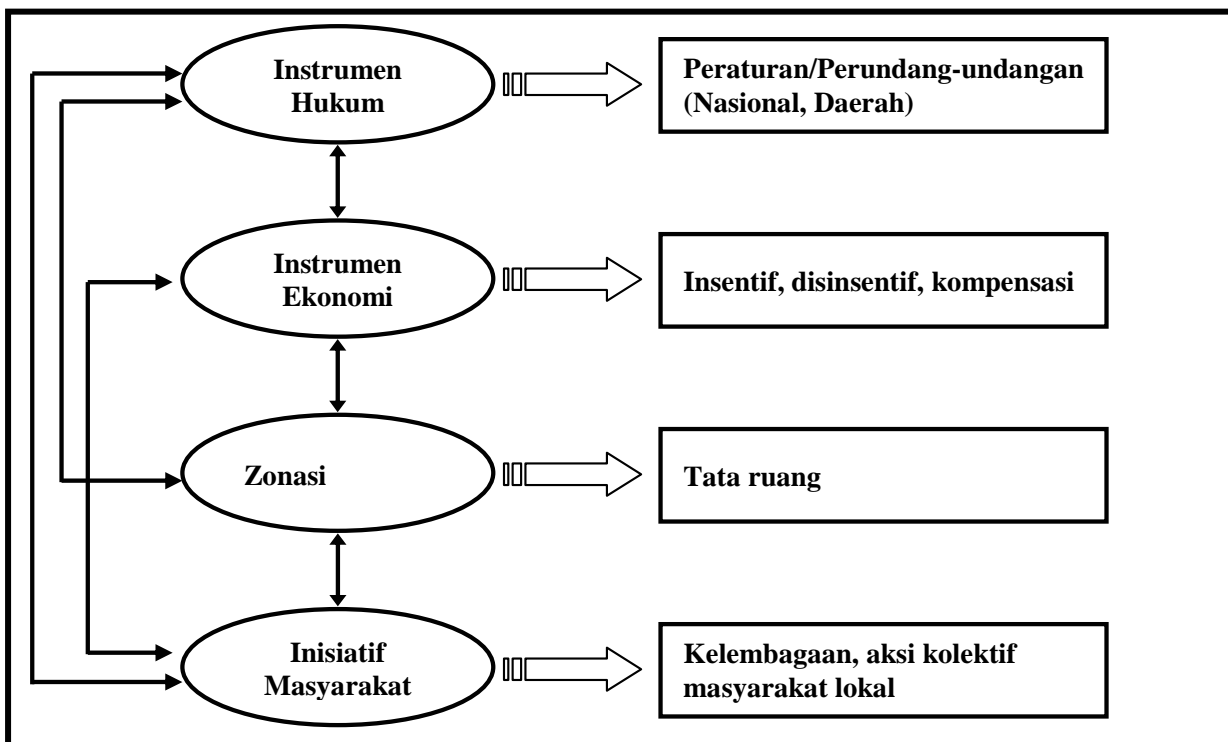 Instrumen
Hukum
Peraturan/Perundang-undangan
(Nasional, Daerah)
Instrumen
Ekonomi
Insentif, disinsentif, kompensasi
Zonasi
Tata ruang
Inisiatif
Masyarakat
Kelembagaan, aksi kolektif
masyarakat lokal